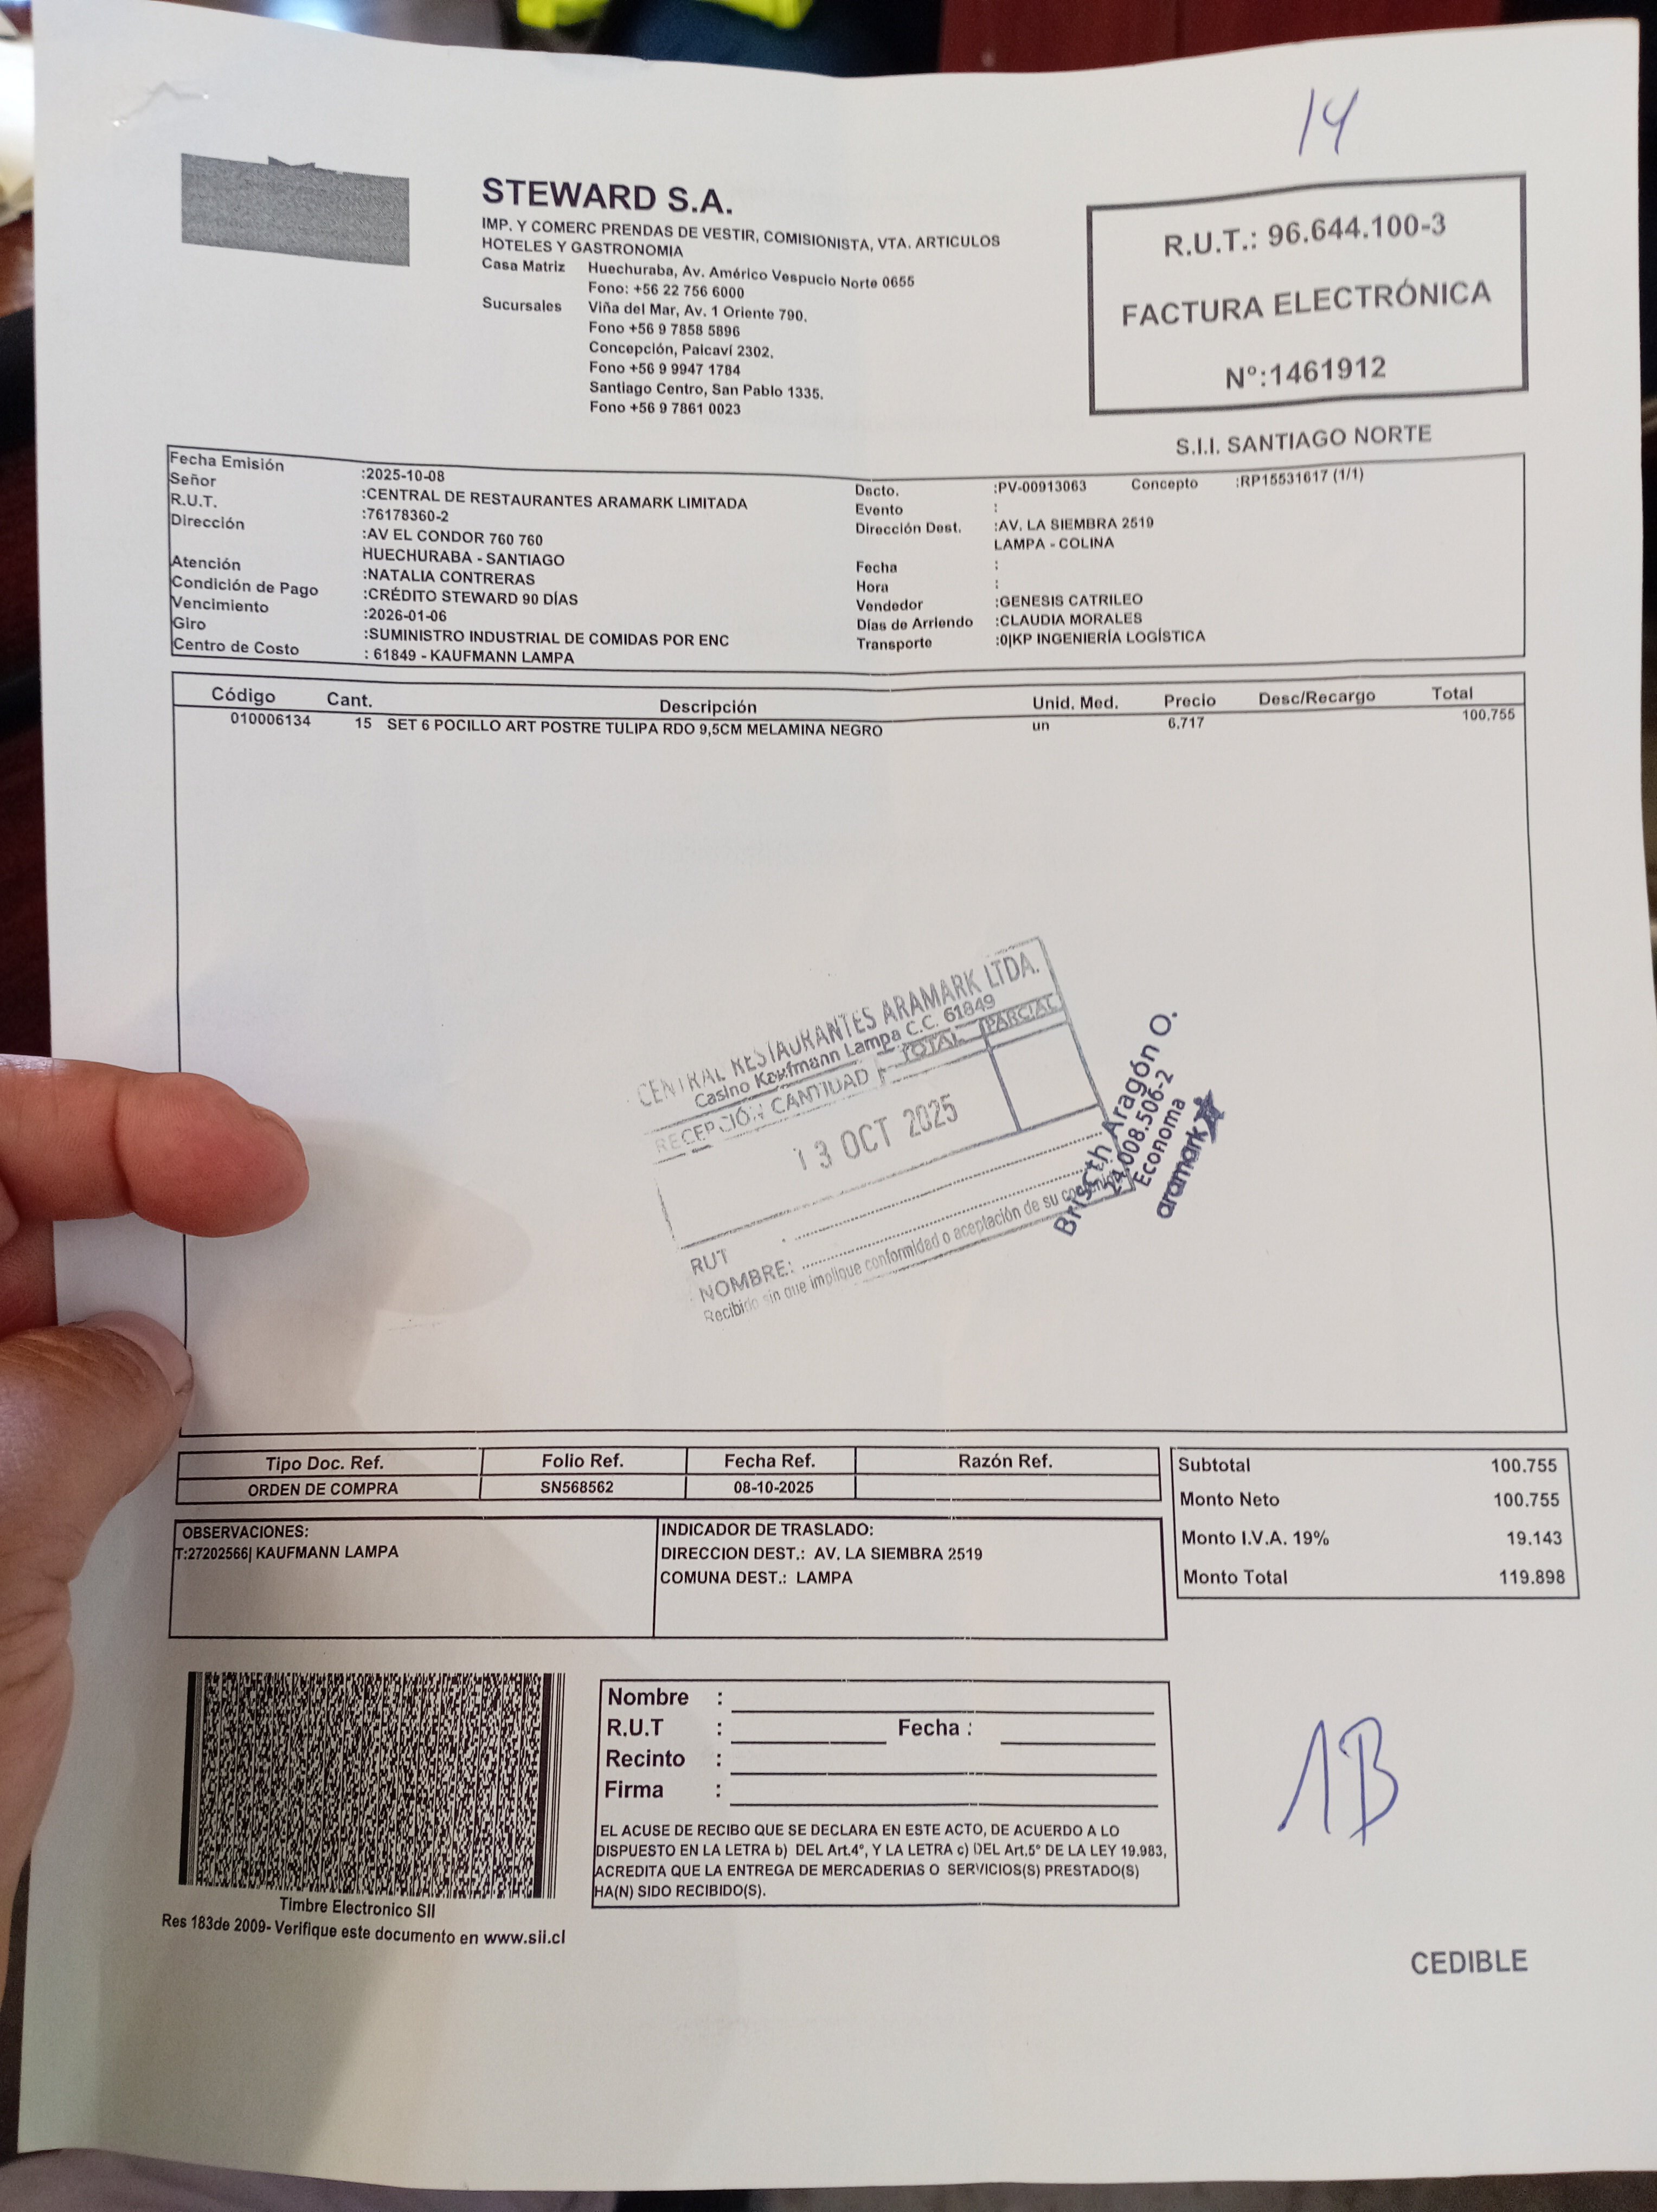 14
STEWARD S.A.
IMP. Y COMERC PRENDAS DE VESTIR, COMISIONISTA, VTA. ARTICULOS
HOTELES Y GASTRONOMIA
Casa Matriz Huechuraba, Av. Américo Vespucio Norte 0655
Fono: +56 22 756 6000
Sucursales Viña del Mar, Av. 1 Oriente 790.
Fono +56 9 7858 5896
Concepción, Paicaví 2302.
Fono +56 9 9947 1784
Santiago Centro, San Pablo 1335.
Fono +56 9 7861 0023
R.U.T.: 96.644.100-3
FACTURA ELECTRÓNICA
N°:1461912
S.I.I. SANTIAGO NORTE
Fecha Emisión :2025-10-08
Señor :CENTRAL DE RESTAURANTES ARAMARK LIMITADA
R.U.T. :76178360-2
Dirección :AV EL CONDOR 760 760
HUECHURABA - SANTIAGO
Atención :NATALIA CONTRERAS
Condición de Pago :CRÉDITO STEWARD 90 DÍAS
Vencimiento :2026-01-06
Giro :SUMINISTRO INDUSTRIAL DE COMIDAS POR ENC
Centro de Costo : 61849 - KAUFMANN LAMPA
Dscto. :PV-00913063 Concepto :RP15531617 (1/1)
Evento :
Dirección Dest. :AV. LA SIEMBRA 2519
LAMPA - COLINA
Fecha :
Hora :
Vendedor :GENESIS CATRILEO
Días de Arriendo :CLAUDIA MORALES
Transporte :0|KP INGENIERÍA LOGÍSTICA
Código Cant. Descripción Unid. Med. Precio Desc/Recargo Total
010006134 15 SET 6 POCILLO ART POSTRE TULIPA RDO 9,5CM MELAMINA NEGRO un 6.717 100.755
CENTRAL RESTAURANTES ARAMARK LTDA.
Casino Kaufmann Lampa C.C. 61849
RECEPCIÓN CANTIDAD TOTAL PARCIAL
13 OCT 2025
RUT
NOMBRE:
Recibido sin que implique conformidad o aceptación de su contenido
Aragón O.
24.008.506-2
Economa
aramark
Tipo Doc. Ref. Folio Ref. Fecha Ref. Razón Ref.
ORDEN DE COMPRA SN568562 08-10-2025
Subtotal 100.755
Monto Neto 100.755
Monto I.V.A. 19% 19.143
Monto Total 119.898
OBSERVACIONES:
T:27202566| KAUFMANN LAMPA
INDICADOR DE TRASLADO:
DIRECCION DEST.: AV. LA SIEMBRA 2519
COMUNA DEST.: LAMPA
Nombre :
R.U.T : Fecha :
Recinto :
Firma :
EL ACUSE DE RECIBO QUE SE DECLARA EN ESTE ACTO, DE ACUERDO A LO
DISPUESTO EN LA LETRA b) DEL Art.4°, Y LA LETRA c) DEL Art.5° DE LA LEY 19.983,
ACREDITA QUE LA ENTREGA DE MERCADERIAS O SERVICIOS(S) PRESTADO(S)
HA(N) SIDO RECIBIDO(S).
1B
Timbre Electronico SII
Res 183de 2009- Verifique este documento en www.sii.cl
CEDIBLE